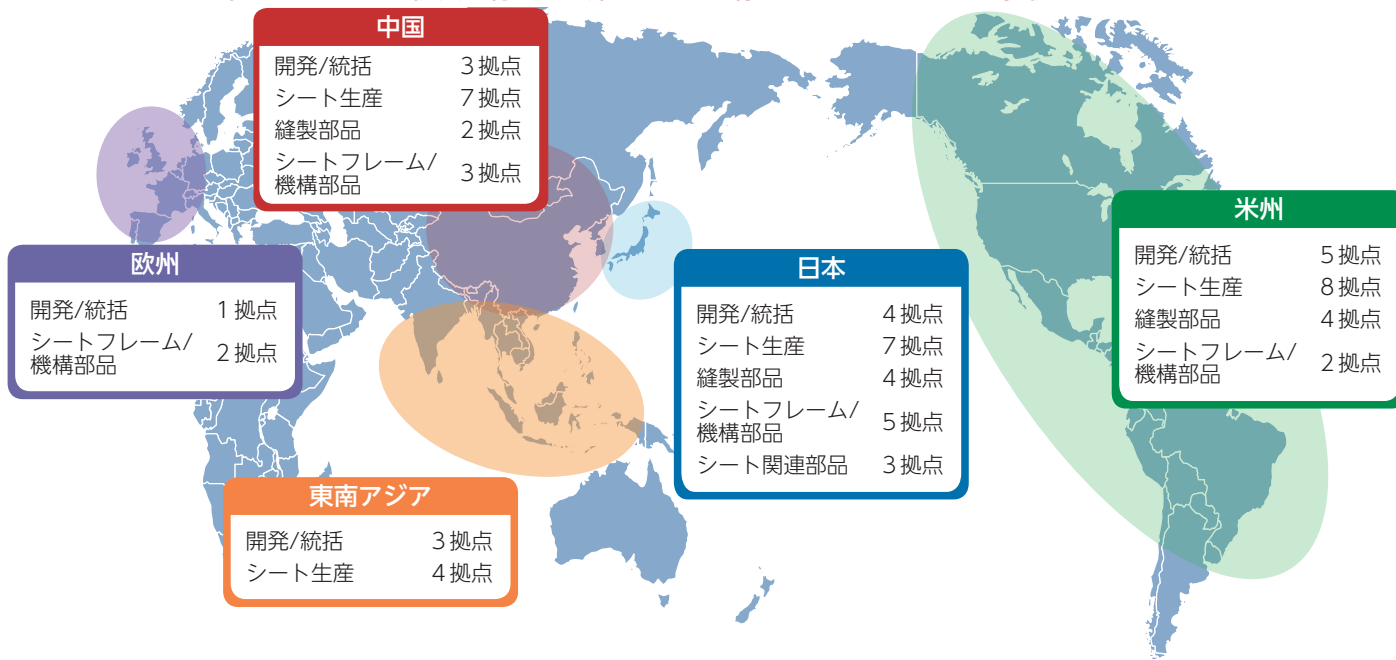 中国
開発/統括 3拠点
シート生産 7拠点
縫製部品 2拠点
シートフレーム/
機構部品 3拠点
欧州
開発/統括 1拠点
シートフレーム/
機構部品 2拠点
東南アジア
開発/統括 3拠点
シート生産 4拠点
日本
開発/統括 4拠点
シート生産 7拠点
縫製部品 4拠点
シートフレーム/
機構部品 5拠点
シート関連部品 3拠点
米州
開発/統括 5拠点
シート生産 8拠点
縫製部品 4拠点
シートフレーム/
機構部品 2拠点